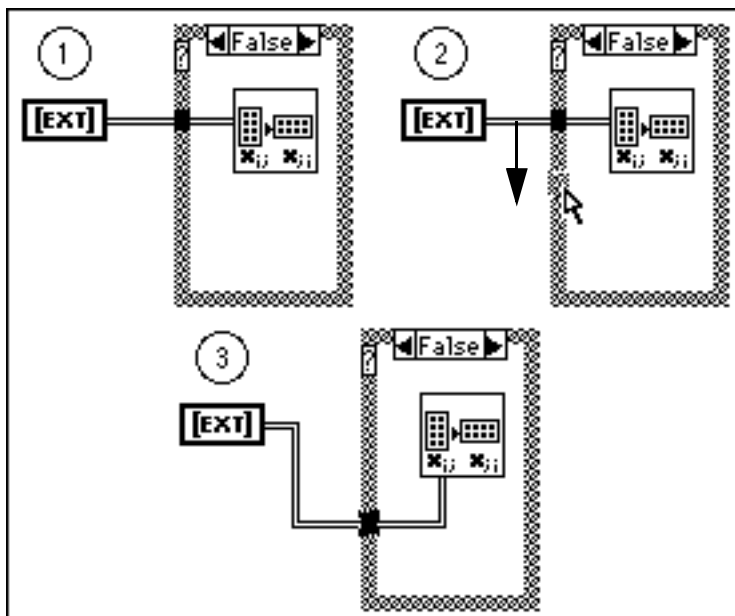 1
False
?
[EXT]
x i,j x j,i
2
False
?
[EXT]
x i,j x j,i
3
False
?
[EXT]
x i,j x j,i